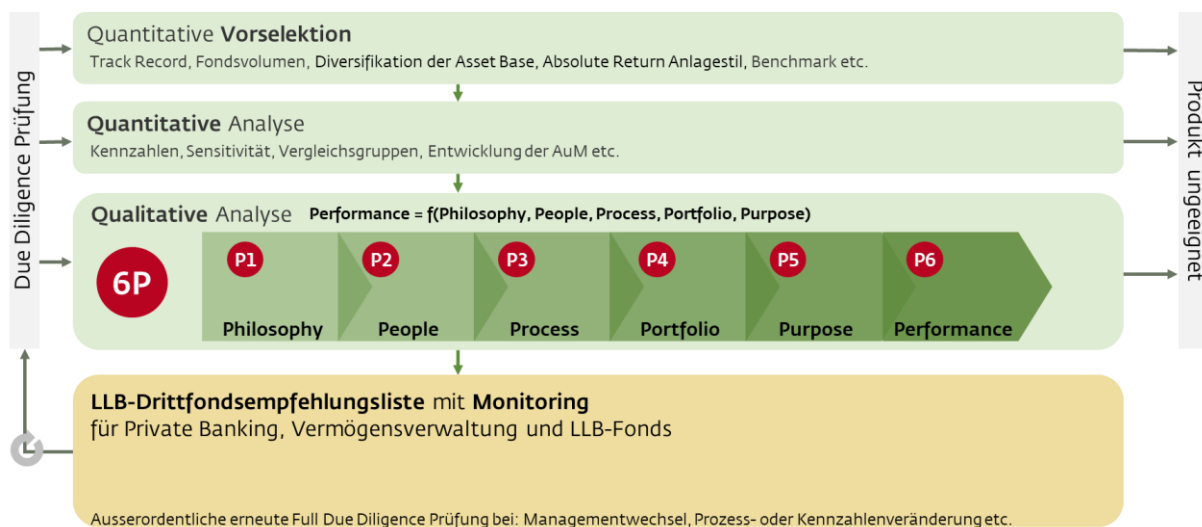 Due Diligence Prüfung
Quantitative Vorselektion
Track Record, Fondsvolumen, Diversifikation der Asset Base, Absolute Return Anlagestil, Benchmark etc.
Quantitative Analyse
Kennzahlen, Sensitivität, Vergleichsgruppen, Entwicklung der AuM etc.
Qualitative Analyse Performance = f(Philosophy, People, Process, Portfolio, Purpose)
6P
P1 P2 P3 P4 P5 P6
Philosophy People Process Portfolio Purpose Performance
Produkt ungeeignet
LLB-Drittfondsempfehlungsliste mit Monitoring
für Private Banking, Vermögensverwaltung und LLB-Fonds
Ausserordentliche erneute Full Due Diligence Prüfung bei: Managementwechsel, Prozess- oder Kennzahlenveränderung etc.